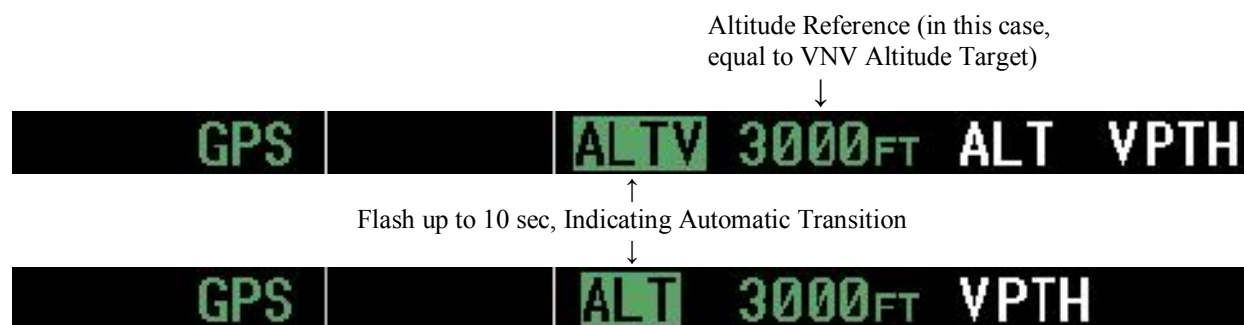 Altitude Reference (in this case,
equal to VNV Altitude Target)
↓
GPS ALTV 3000FT ALT VPTH
↑
Flash up to 10 sec, Indicating Automatic Transition
↓
GPS ALT 3000FT VPTH